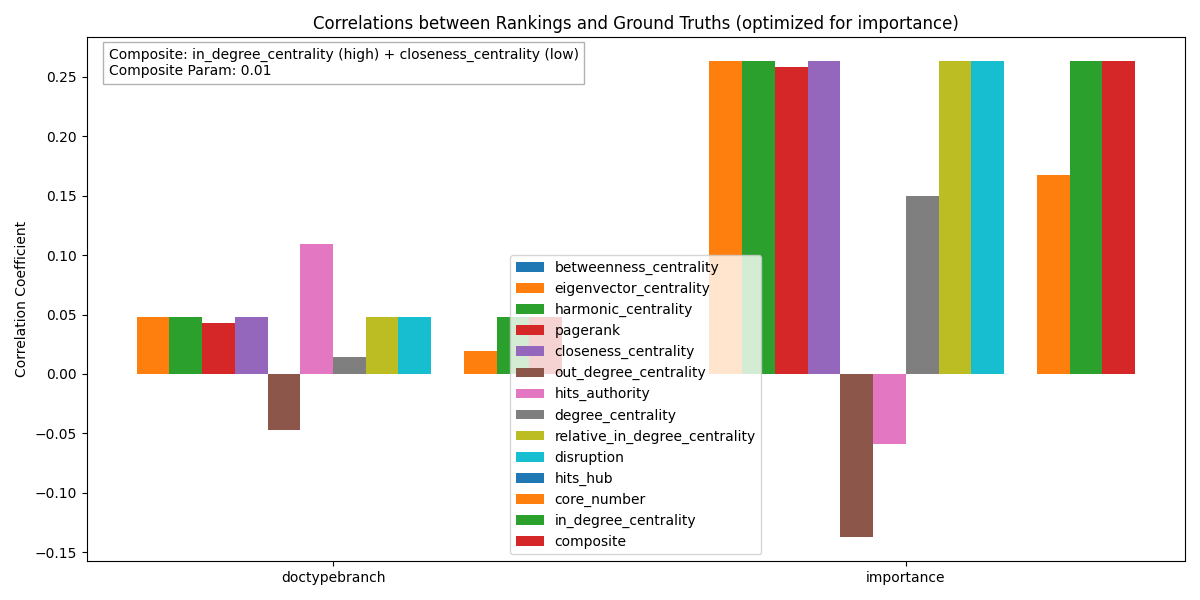 Correlations between Rankings and Ground Truths (optimized for importance)
Composite: in_degree_centrality (high) + closeness_centrality (low)
Composite Param: 0.01
Correlation Coefficient
0.25
0.20
0.15
0.10
0.05
0.00
−0.05
−0.10
−0.15
betweenness_centrality
eigenvector_centrality
harmonic_centrality
pagerank
closeness_centrality
out_degree_centrality
hits_authority
degree_centrality
relative_in_degree_centrality
disruption
hits_hub
core_number
in_degree_centrality
composite
doctypebranch
importance